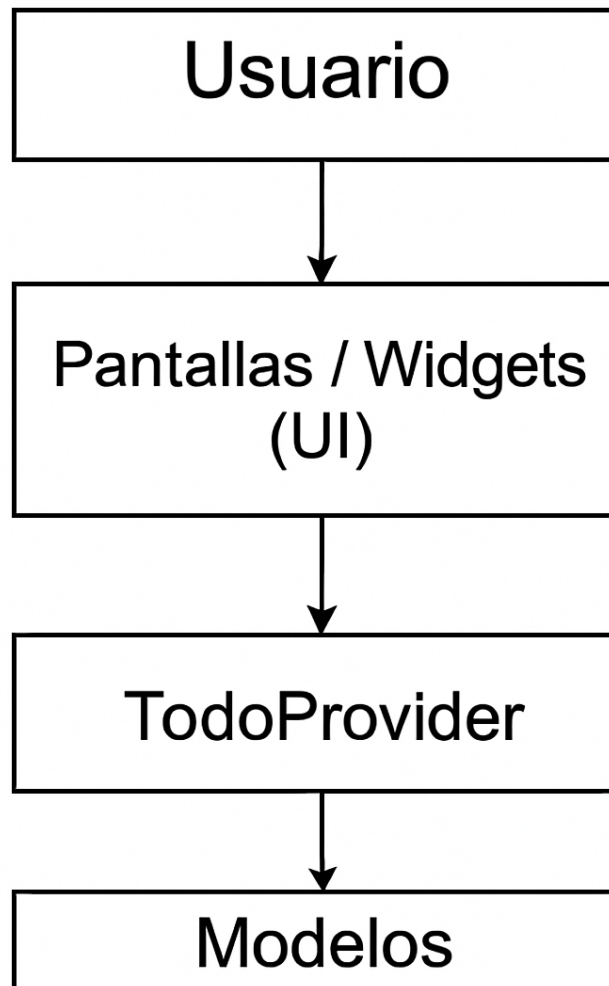 Usuario
Pantallas / Widgets
(UI)
TodoProvider
Modelos